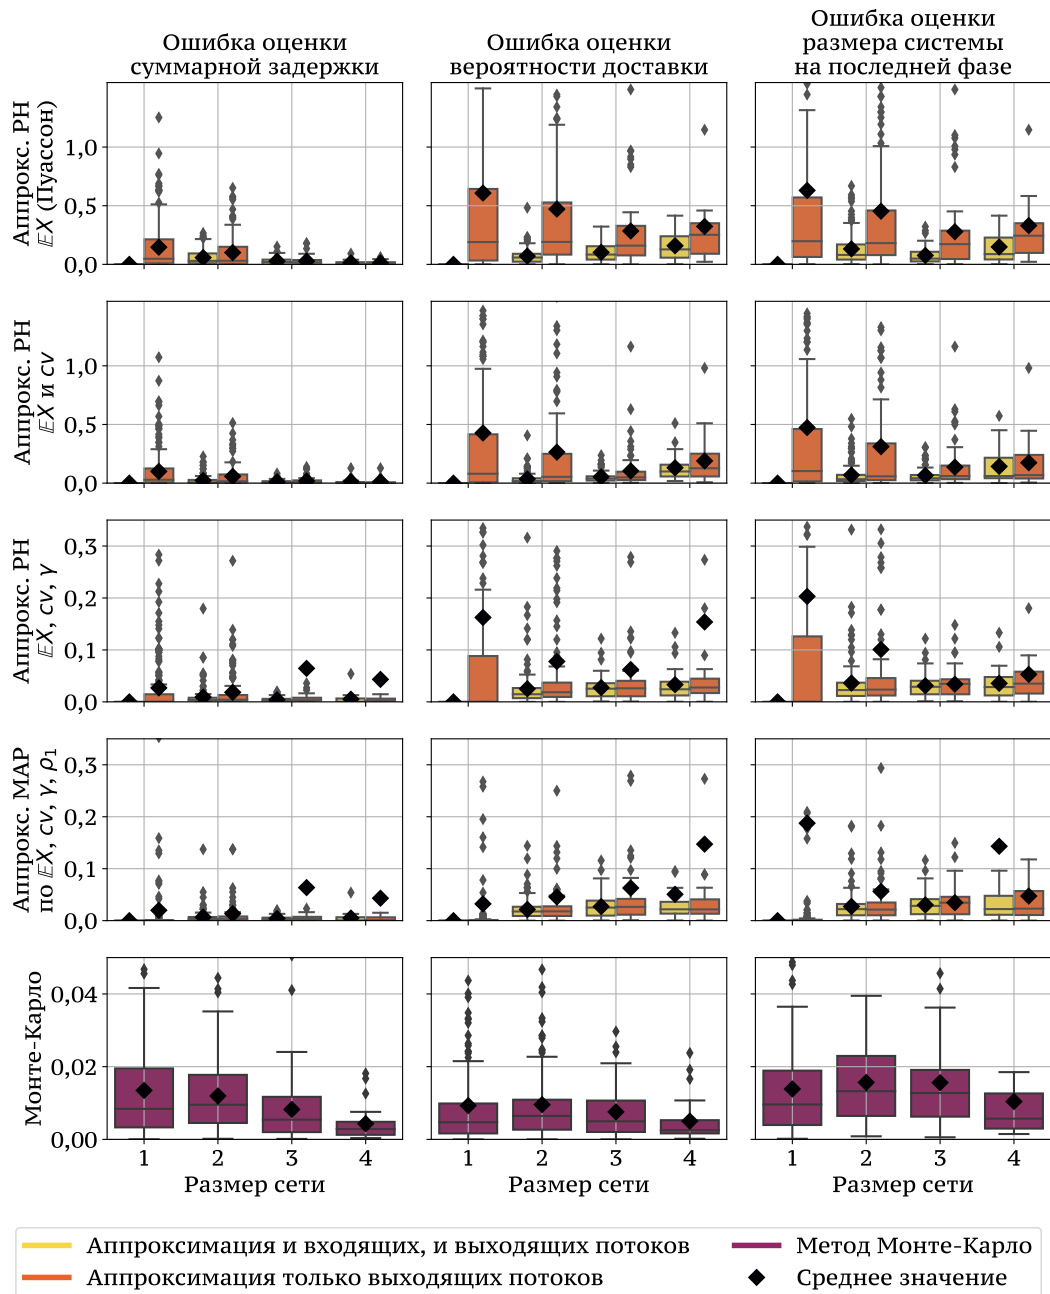 Ошибка оценки
суммарной задержки
Ошибка оценки
вероятности доставки
Ошибка оценки
размера системы
на последней фазе
Аппрокс. PH
𝔼X (Пуассон)
1,0
0,5
0,0
Аппрокс. PH
𝔼X и cv
1,0
0,5
0,0
Аппрокс. PH
𝔼X, cv, γ
0,3
0,2
0,1
0,0
Аппрокс. MAP
по 𝔼X, cv, γ, ρ₁
0,3
0,2
0,1
0,0
Монте-Карло
0,04
0,02
0,00
1 2 3 4
Размер сети
1 2 3 4
Размер сети
1 2 3 4
Размер сети
Аппроксимация и входящих, и выходящих потоков
Аппроксимация только выходящих потоков
Метод Монте-Карло
Среднее значение